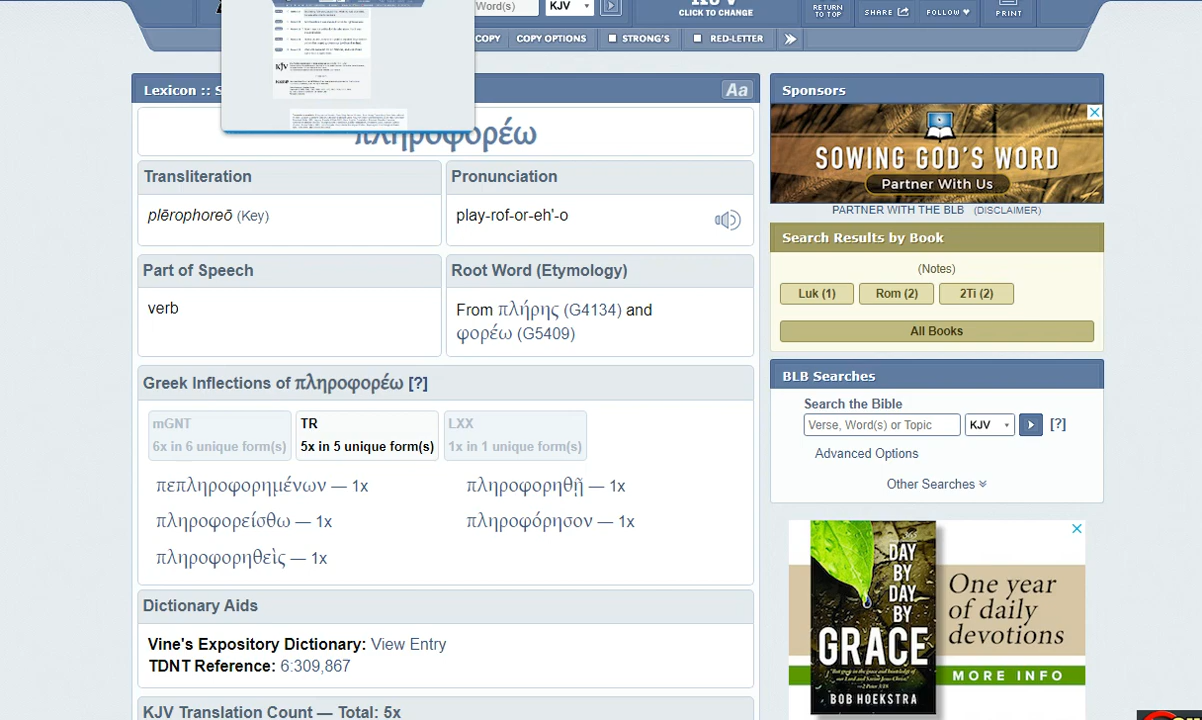 Word(s)
KJV
CLICK TO CHANGE
RETURN
TO TOP
SHARE
FOLLOW
PRINT
COPY
COPY OPTIONS
STRONG'S
RED-LETTER
Lexicon :: S
Aa
πληροφορέω
Transliteration
Pronunciation
plērophoreō (Key)
play-rof-or-eh'-o
Part of Speech
Root Word (Etymology)
verb
From πλήρης (G4134) and
φορέω (G5409)
Greek Inflections of πληροφορέω [?]
mGNT
6x in 6 unique form(s)
TR
5x in 5 unique form(s)
LXX
1x in 1 unique form(s)
πεπληροφορημένων — 1x
πληροφορηθῇ — 1x
πληροφορείσθω — 1x
πληροφόρησον — 1x
πληροφορηθεὶς — 1x
Dictionary Aids
Vine's Expository Dictionary: View Entry
TDNT Reference: 6:309,867
KJV Translation Count — Total: 5x
Sponsors
SOWING GOD'S WORD
Partner With Us
PARTNER WITH THE BLB (DISCLAIMER)
Search Results by Book
(Notes)
Luk (1)
Rom (2)
2Ti (2)
All Books
BLB Searches
Search the Bible
Verse, Word(s) or Topic
KJV
[?]
Advanced Options
Other Searches
DAY
BY
DAY
BY
GRACE
BOB HOEKSTRA
One year
of daily
devotions
MORE INFO